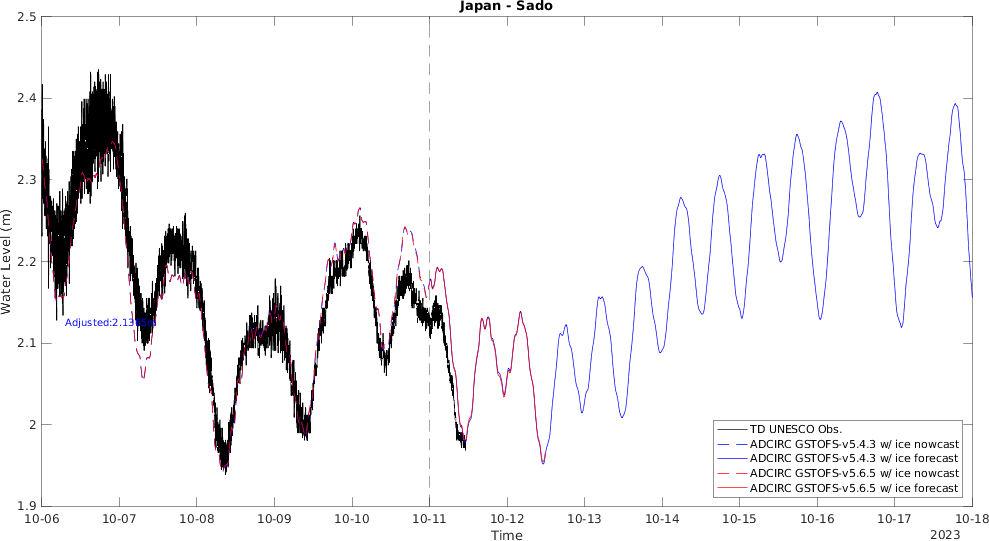 Japan - Sado
2.5
2.4
2.3
2.2
2.1
2
1.9
Water Level (m)
10-06
10-07
10-08
10-09
10-10
10-11
10-12
10-13
10-14
10-15
10-16
10-17
10-18
Time
2023
TD UNESCO Obs.
ADCIRC GSTOFS-v5.4.3 w/ ice nowcast
ADCIRC GSTOFS-v5.4.3 w/ ice forecast
ADCIRC GSTOFS-v5.6.5 w/ ice nowcast
ADCIRC GSTOFS-v5.6.5 w/ ice forecast